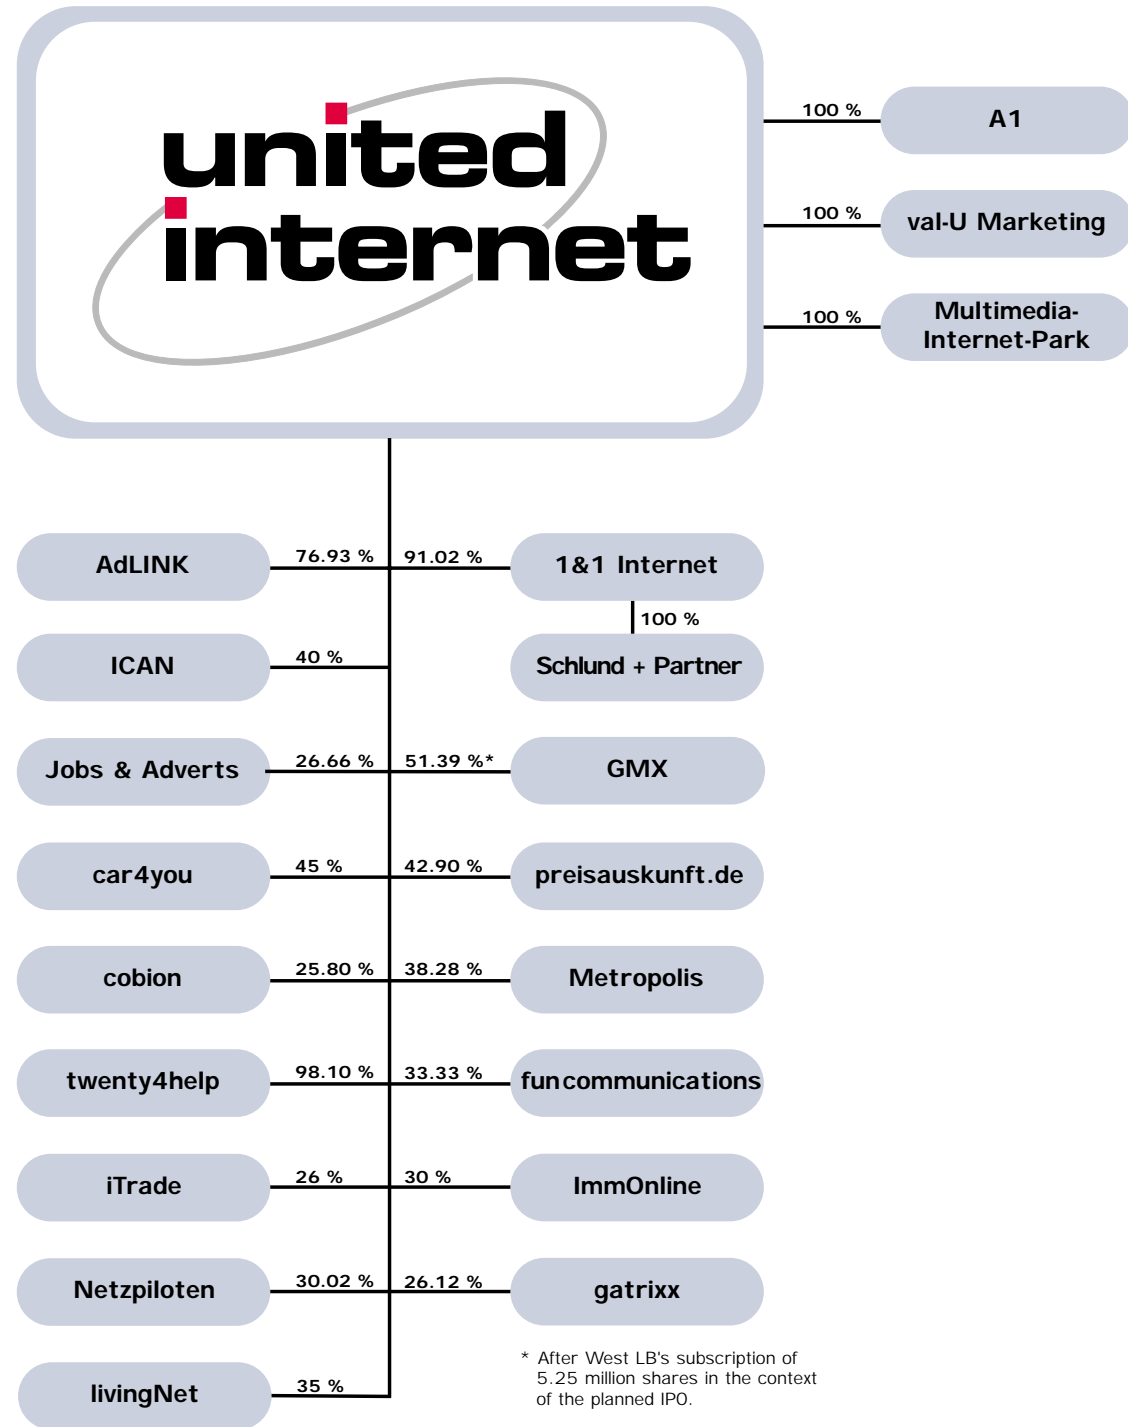 united
internet
100 %
A1
100 %
val-U Marketing
100 %
Multimedia-
Internet-Park
AdLINK
76.93 %
91.02 %
1&1 Internet
100 %
ICAN
40 %
Schlund + Partner
Jobs & Adverts
26.66 %
51.39 %*
GMX
car4you
45 %
42.90 %
preisauskunft.de
cobion
25.80 %
38.28 %
Metropolis
twenty4help
98.10 %
33.33 %
fun communications
iTrade
26 %
30 %
ImmOnline
Netzpiloten
30.02 %
26.12 %
gatrixx
* After West LB's subscription of
5.25 million shares in the context
of the planned IPO.
livingNet
35 %